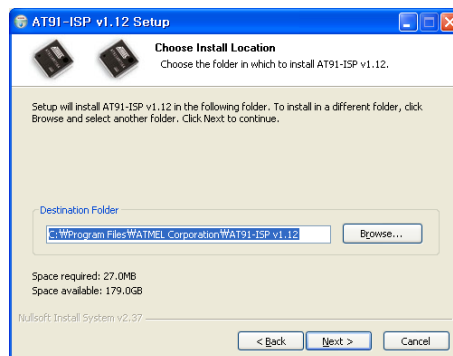 AT91-ISP v1.12 Setup
Choose Install Location
Choose the folder in which to install AT91-ISP v1.12.
Setup will install AT91-ISP v1.12 in the following folder. To install in a different folder, click
Browse and select another folder. Click Next to continue.
Destination Folder
C:₩Program Files₩ATMEL Corporation₩AT91-ISP v1.12
Browse...
Space required: 27.0MB
Space available: 179.0GB
Nullsoft Install System v2.37
< Back
Next >
Cancel